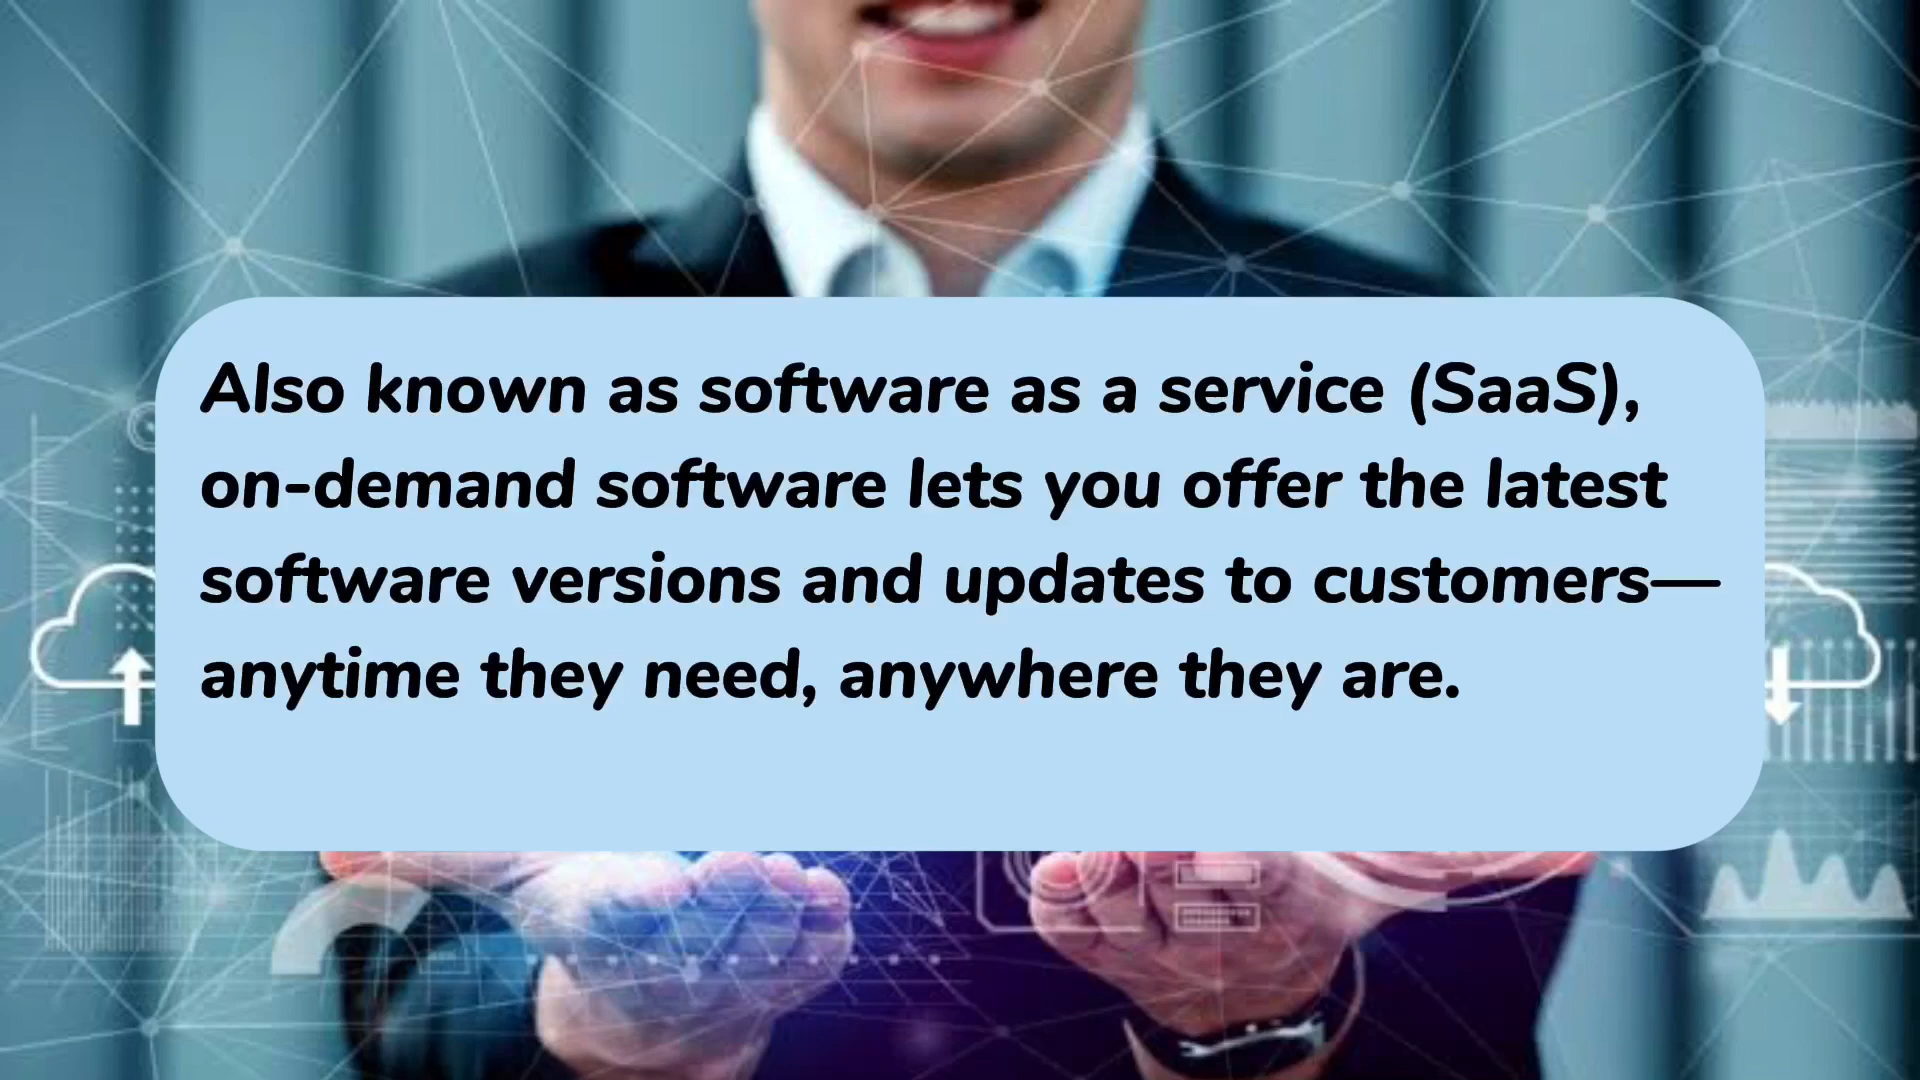 Also known as software as a service (SaaS),
on-demand software lets you offer the latest
software versions and updates to customers—
anytime they need, anywhere they are.